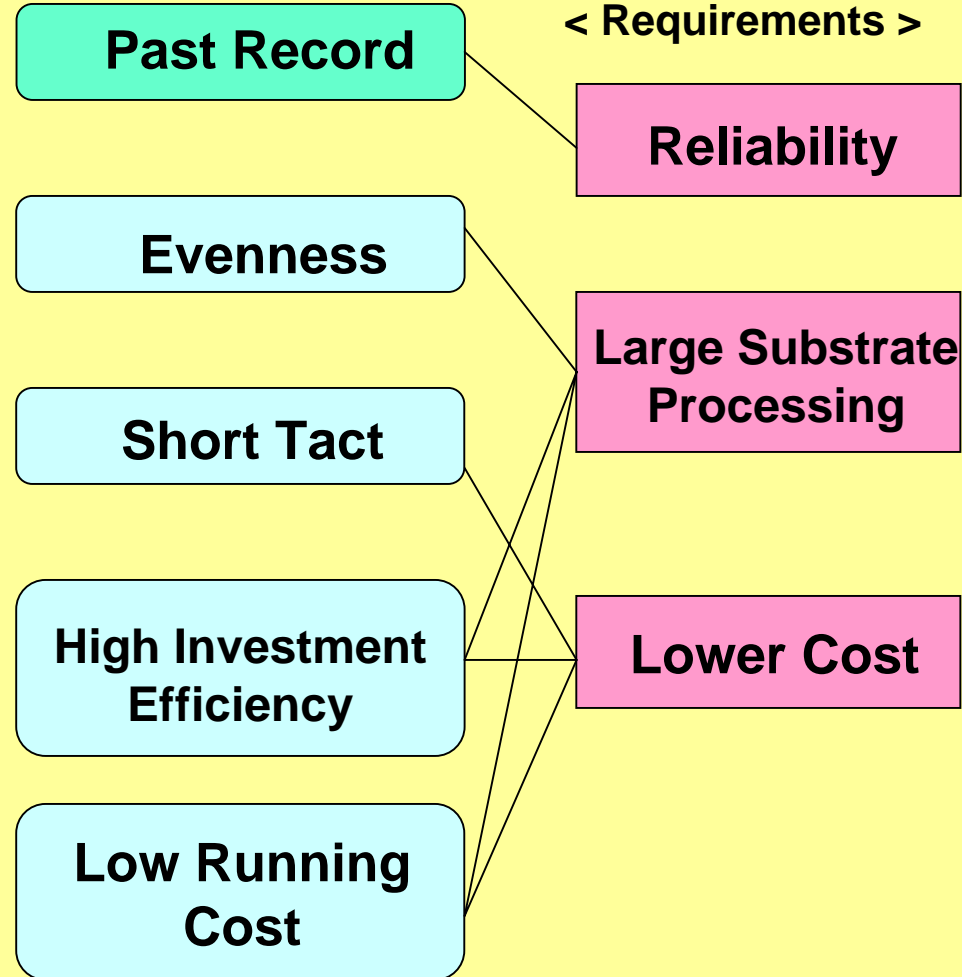 < Requirements >
Past Record
Reliability
Evenness
Large Substrate
Processing
Short Tact
High Investment
Efficiency
Lower Cost
Low Running
Cost